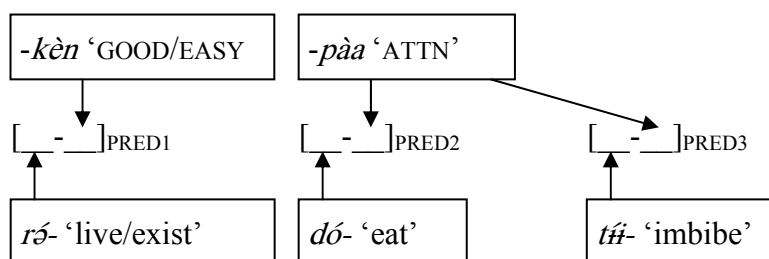 -kèn ‘GOOD/EASY -pàa ‘ATTN’
[__-__]PRED1 [__-__]PRED2 [__-__]PRED3
rə́- ‘live/exist’ dó- ‘eat’ tɨ́ɨ- ‘imbibe’